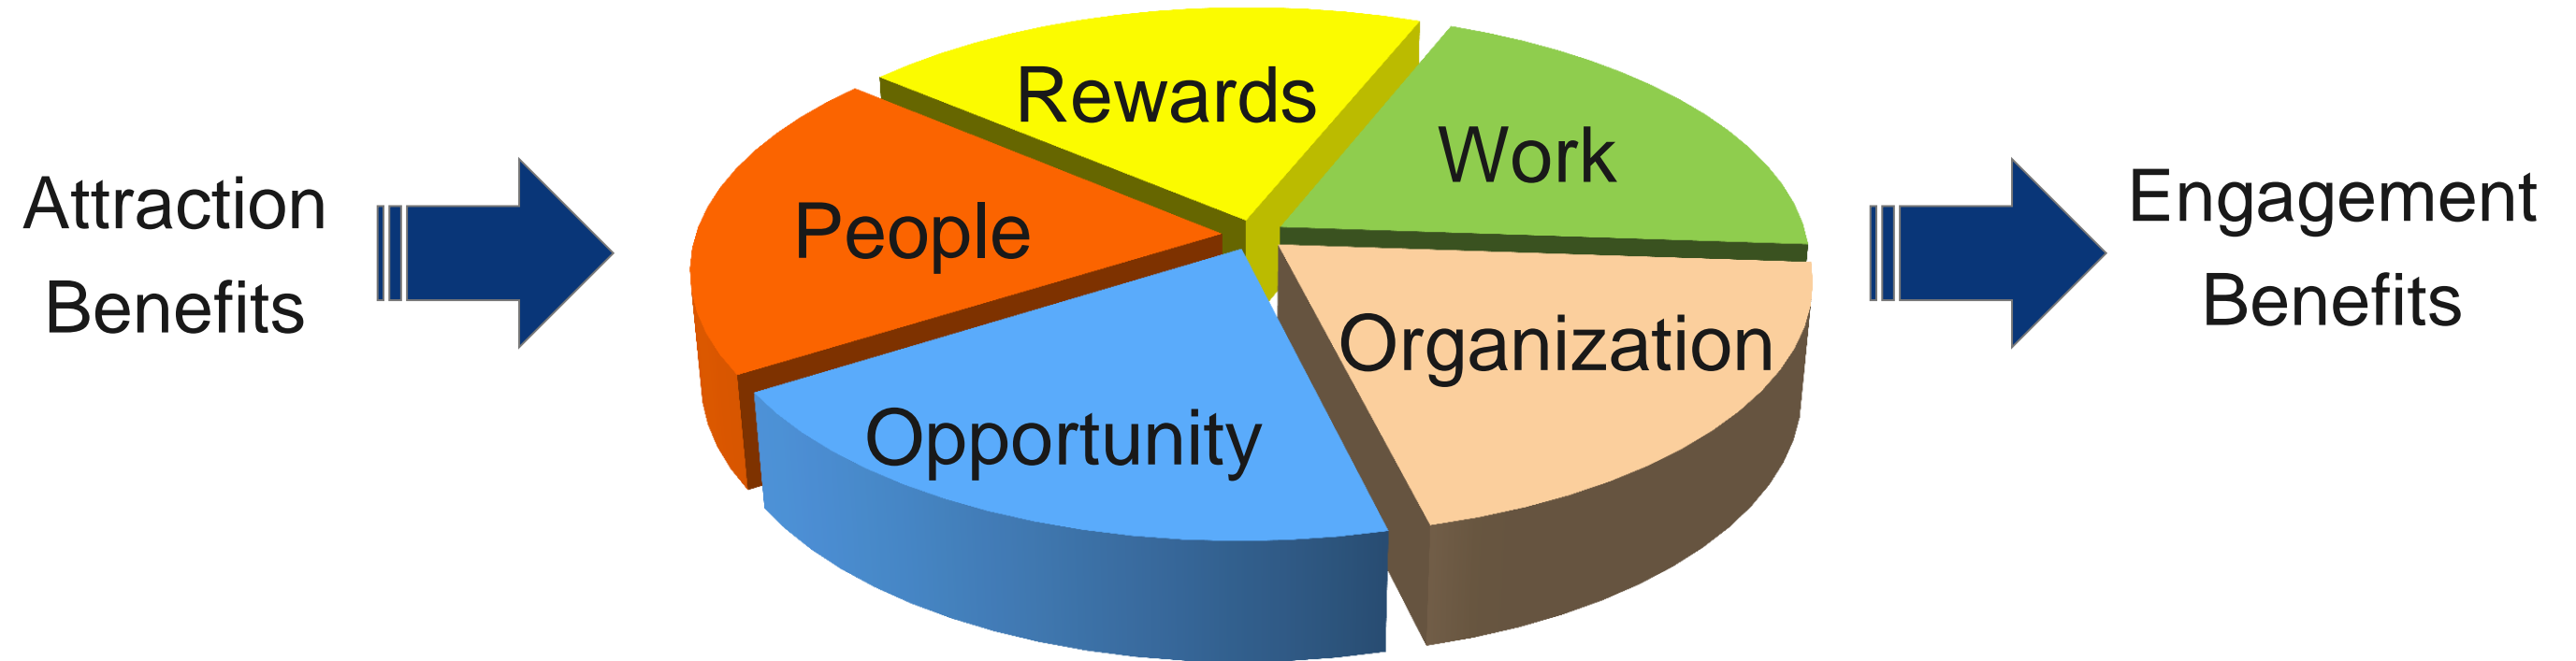 Attraction
Benefits
Rewards
Work
People
Organization
Opportunity
Engagement
Benefits